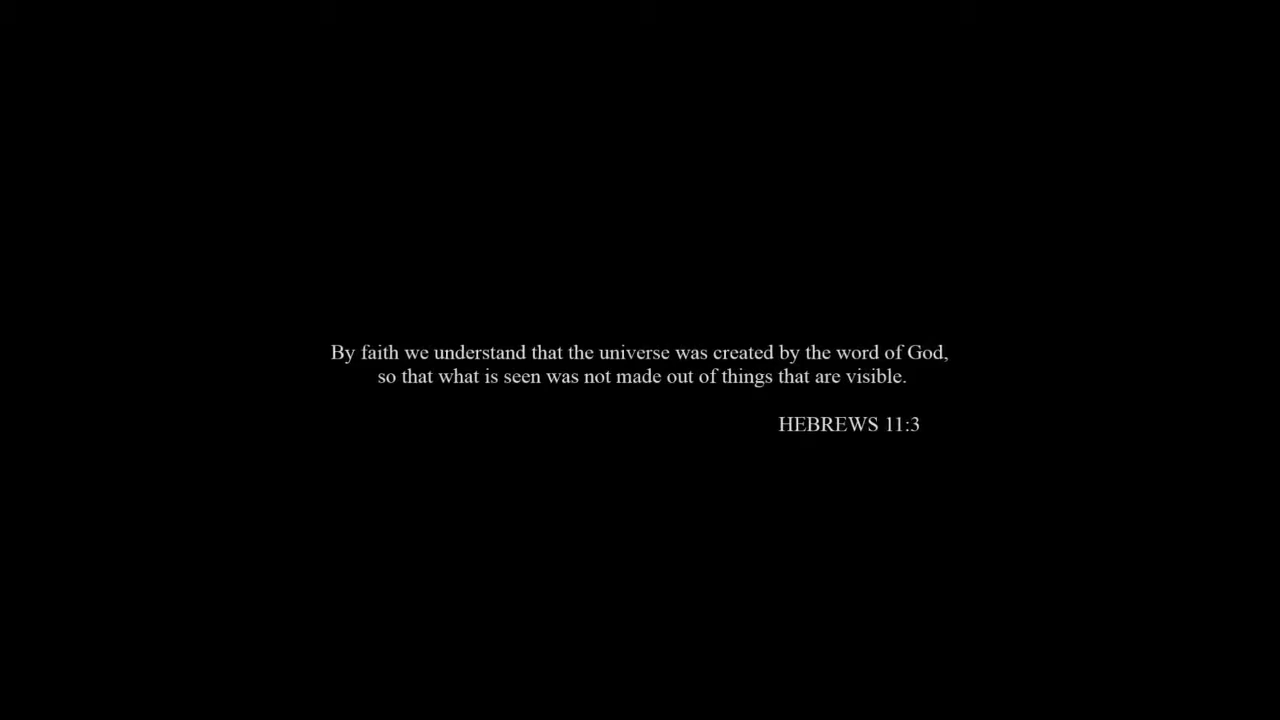 By faith we understand that the universe was created by the word of God,
so that what is seen was not made out of things that are visible.
HEBREWS 11:3